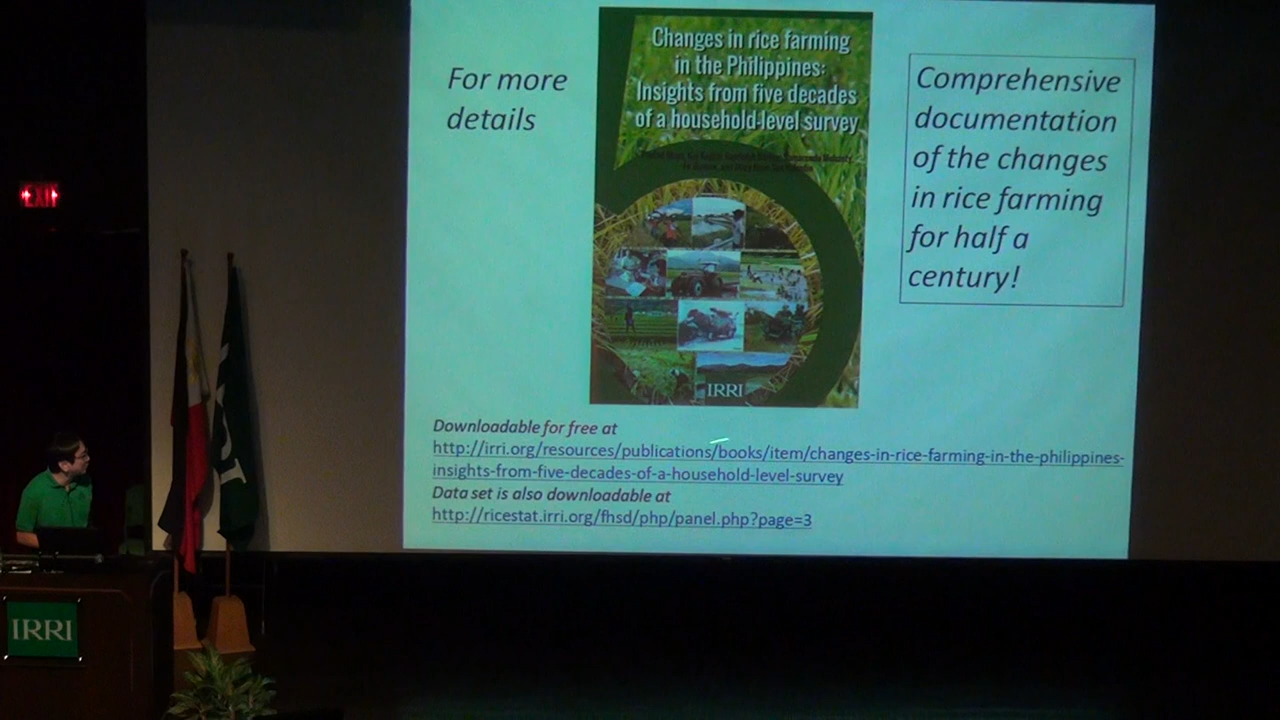 For more
details
Changes in rice farming
in the Philippines:
Insights from five decades
of a household-level survey
IRRI
Comprehensive
documentation
of the changes
in rice farming
for half a
century!
Downloadable for free at
http://irri.org/resources/publications/books/item/changes-in-rice-farming-in-the-philippines-
insights-from-five-decades-of-a-household-level-survey
Data set is also downloadable at
http://ricestat.irri.org/fhsd/php/panel.php?page=3
EXIT
IRRI